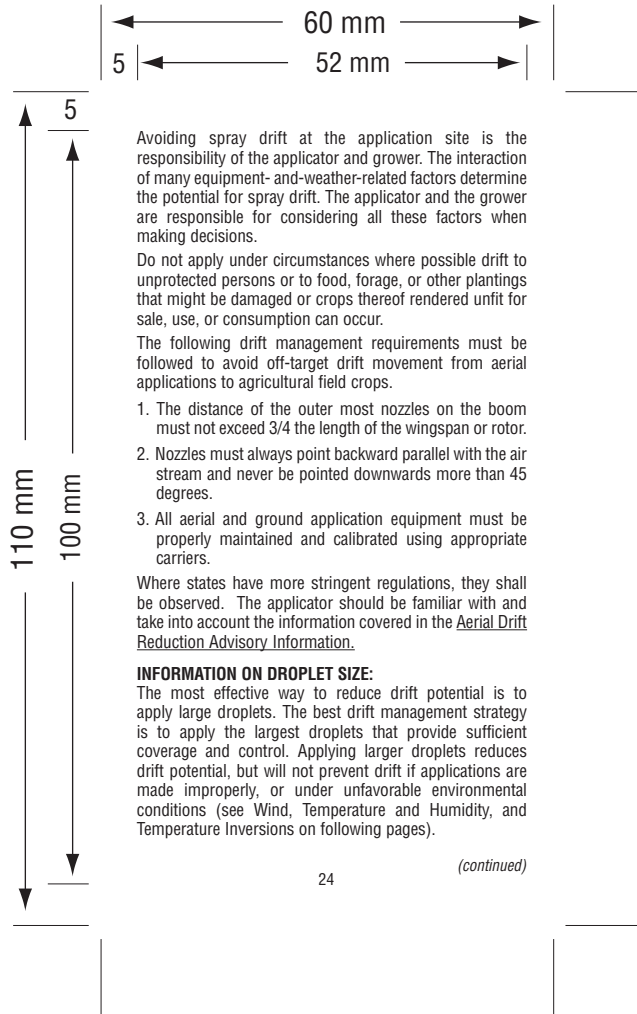 60 mm
5 52 mm
5
110 mm
100 mm
Avoiding spray drift at the application site is the
responsibility of the applicator and grower. The interaction
of many equipment- and-weather-related factors determine
the potential for spray drift. The applicator and the grower
are responsible for considering all these factors when
making decisions.
Do not apply under circumstances where possible drift to
unprotected persons or to food, forage, or other plantings
that might be damaged or crops thereof rendered unfit for
sale, use, or consumption can occur.
The following drift management requirements must be
followed to avoid off-target drift movement from aerial
applications to agricultural field crops.
1. The distance of the outer most nozzles on the boom
must not exceed 3/4 the length of the wingspan or rotor.
2. Nozzles must always point backward parallel with the air
stream and never be pointed downwards more than 45
degrees.
3. All aerial and ground application equipment must be
properly maintained and calibrated using appropriate
carriers.
Where states have more stringent regulations, they shall
be observed. The applicator should be familiar with and
take into account the information covered in the Aerial Drift
Reduction Advisory Information.
INFORMATION ON DROPLET SIZE:
The most effective way to reduce drift potential is to
apply large droplets. The best drift management strategy
is to apply the largest droplets that provide sufficient
coverage and control. Applying larger droplets reduces
drift potential, but will not prevent drift if applications are
made improperly, or under unfavorable environmental
conditions (see Wind, Temperature and Humidity, and
Temperature Inversions on following pages).
(continued)
24